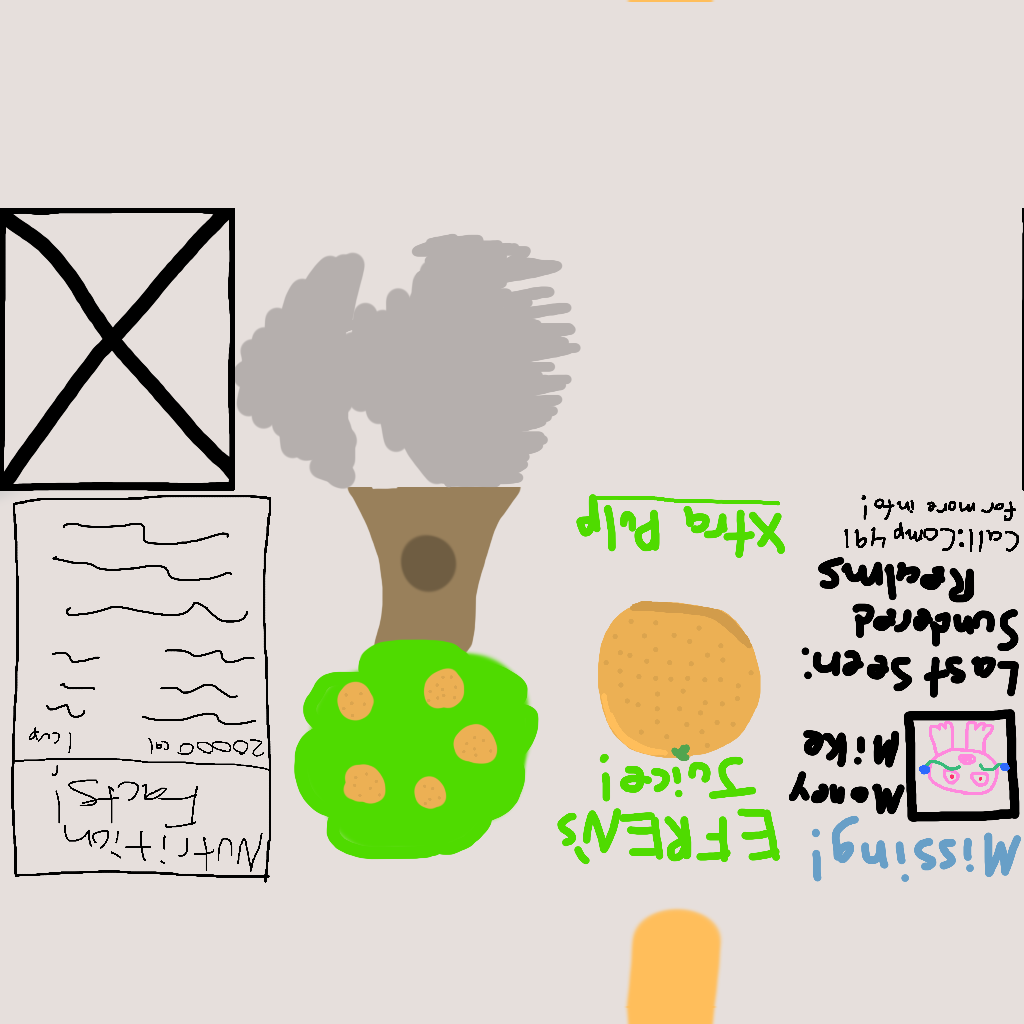 Missing!
Money
Mike
Last seen:
Sundered
Realms
Call:Comp 491
for more info!
EFREN's
Juice!
Xtra Pulp
Nutrition
Facts!
20000 cal 1 cup